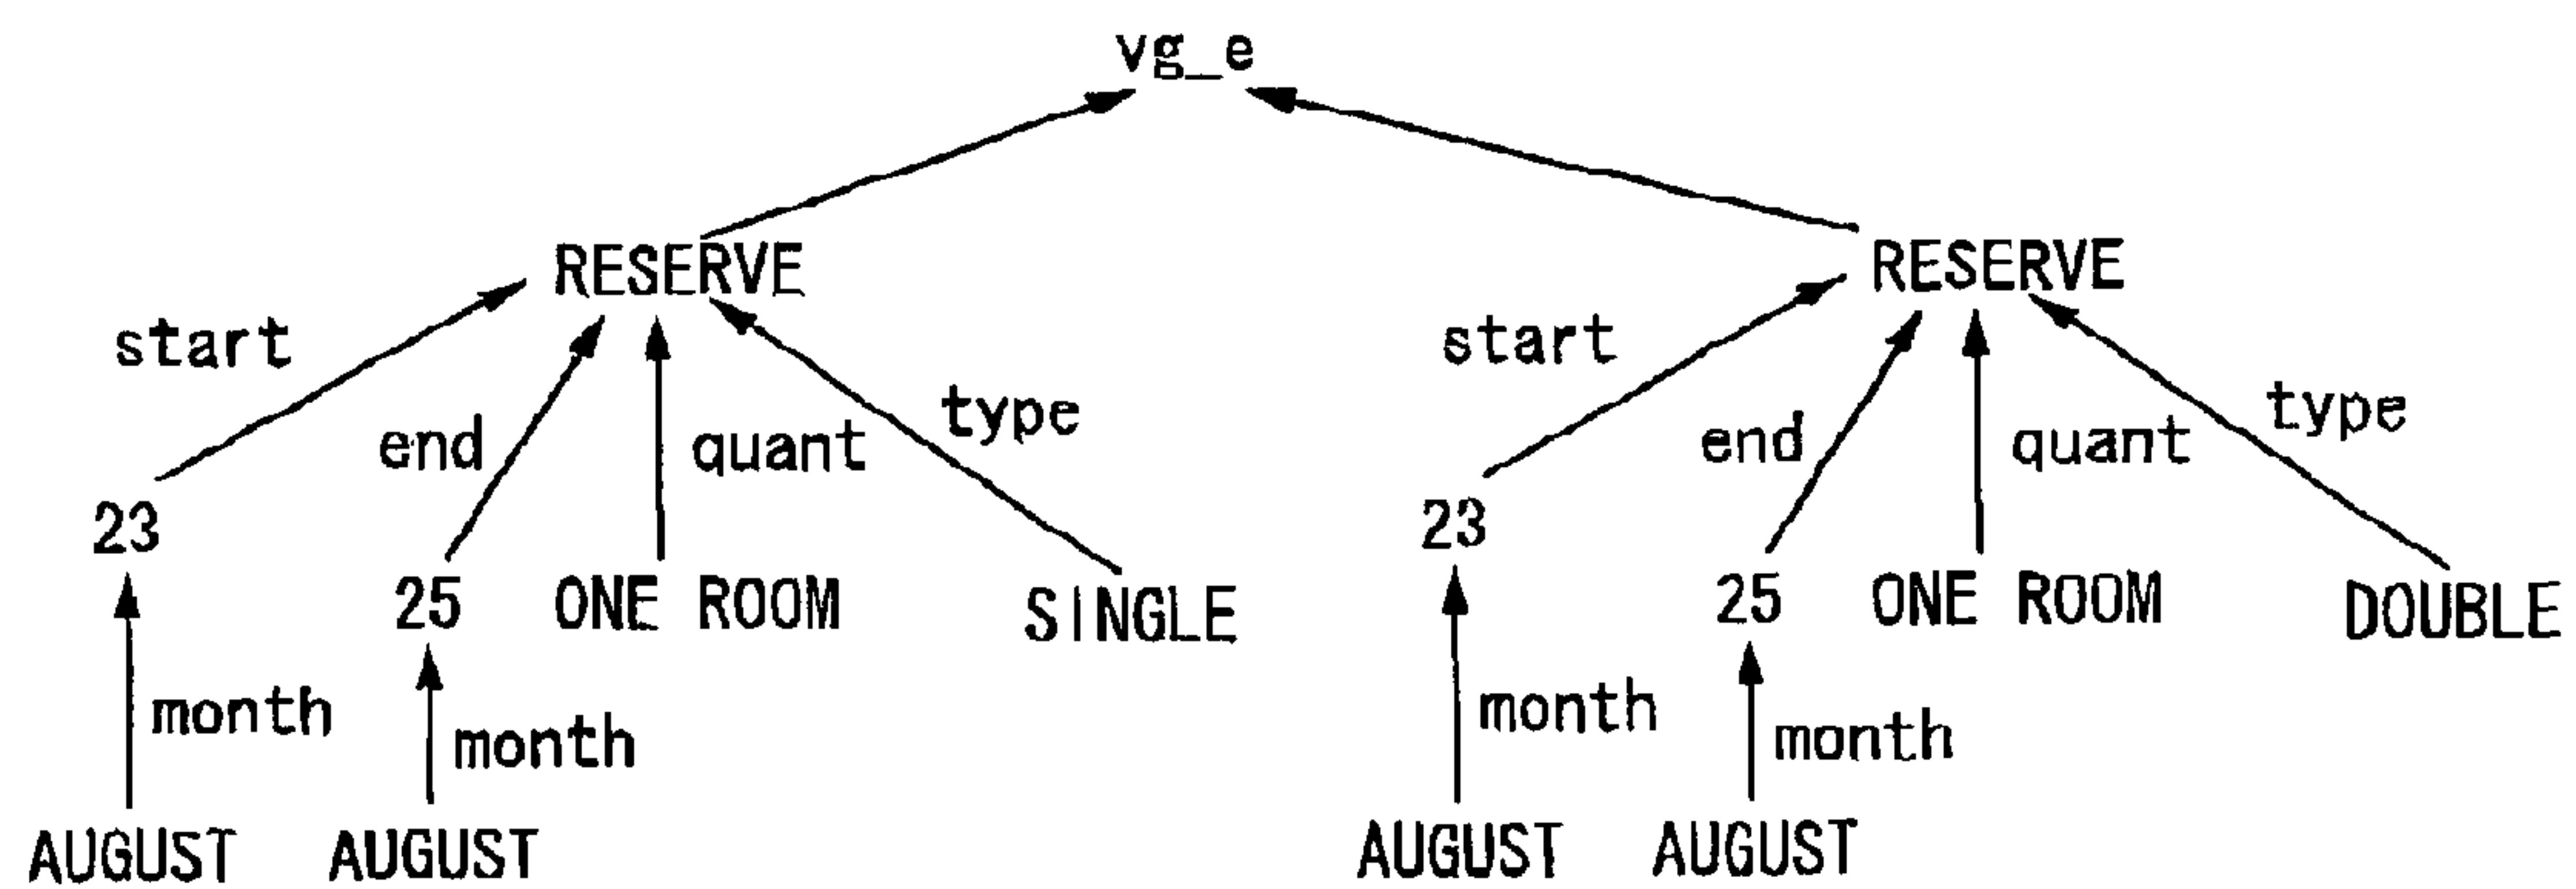 vg_e
RESERVE RESERVE
start start
type type
end quant end quant
23 23
25 ONE ROOM SINGLE 25 ONE ROOM DOUBLE
month month
month month
AUGUST AUGUST AUGUST AUGUST